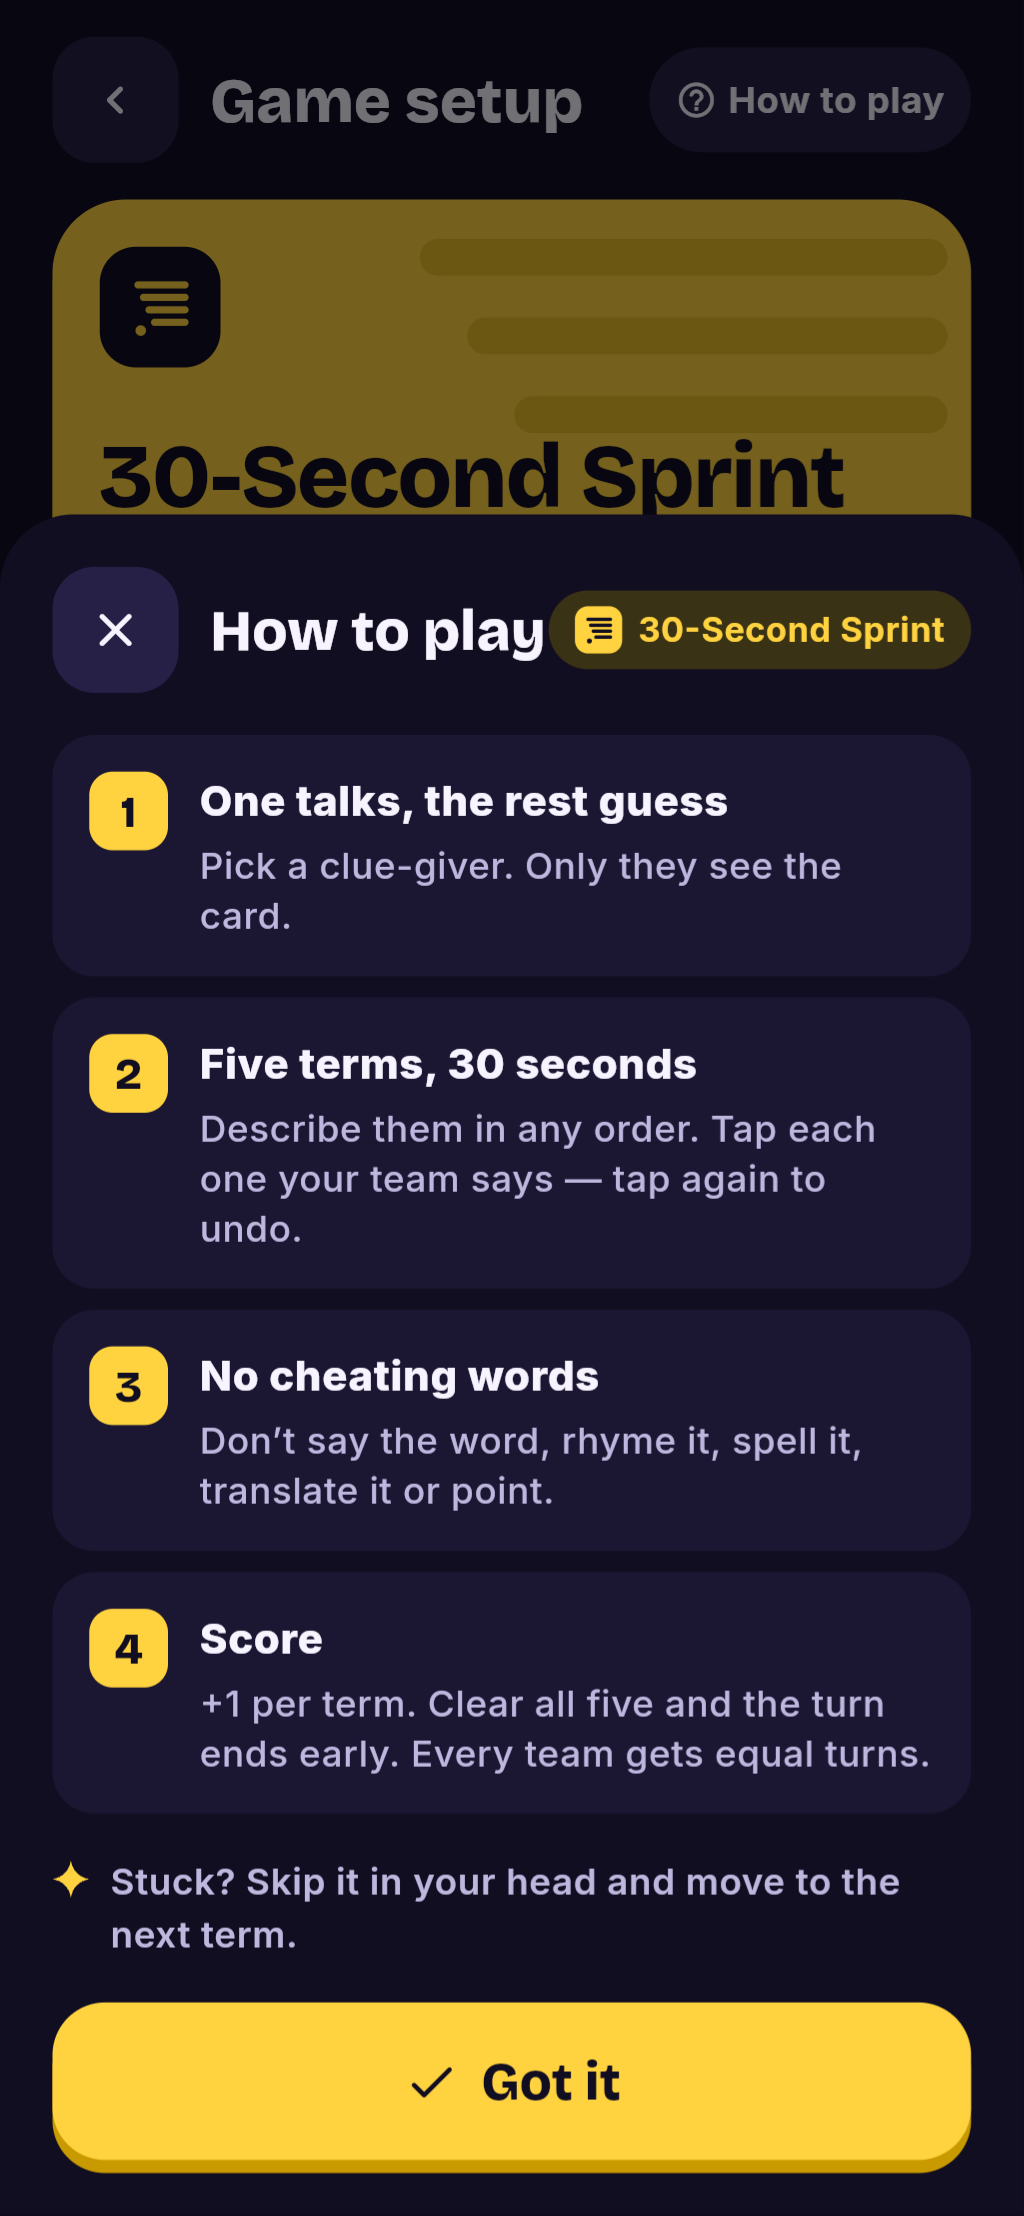 Game setup
How to play
30-Second Sprint
How to play
30-Second Sprint
1
One talks, the rest guess
Pick a clue-giver. Only they see the
card.
2
Five terms, 30 seconds
Describe them in any order. Tap each
one your team says — tap again to
undo.
3
No cheating words
Don’t say the word, rhyme it, spell it,
translate it or point.
4
Score
+1 per term. Clear all five and the turn
ends early. Every team gets equal turns.
Stuck? Skip it in your head and move to the
next term.
Got it